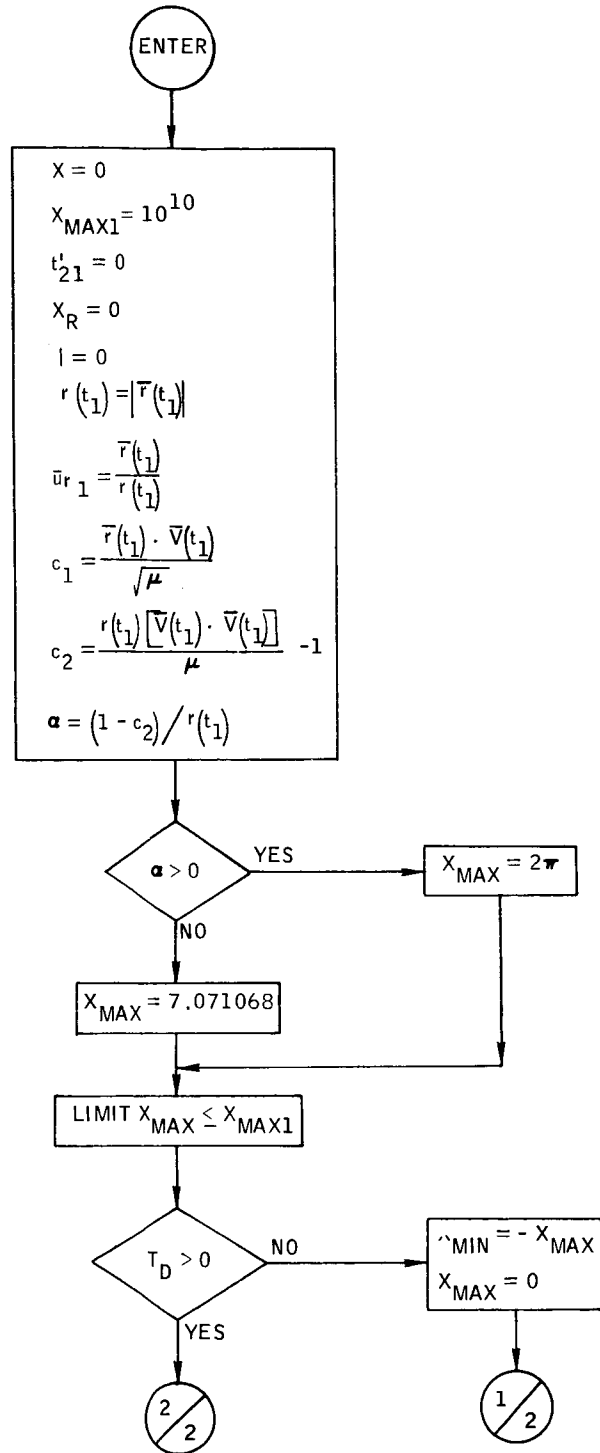 ENTER
X = 0
X_MAX1 = 10^10
t'_21 = 0
X_R = 0
I = 0
r(t_1) = |r̅(t_1)|
u̅_r1 = r̅(t_1) / r(t_1)
c_1 = r̅(t_1) · V̅(t_1) / √μ
c_2 = r(t_1) [V̅(t_1) · V̅(t_1)] / μ -1
α = (1 - c_2) / r(t_1)
α > 0
YES
X_MAX = 2π
NO
X_MAX = 7.071068
LIMIT X_MAX ≤ X_MAX1
T_D > 0
NO
MIN = - X_MAX
X_MAX = 0
YES
2/2
1/2